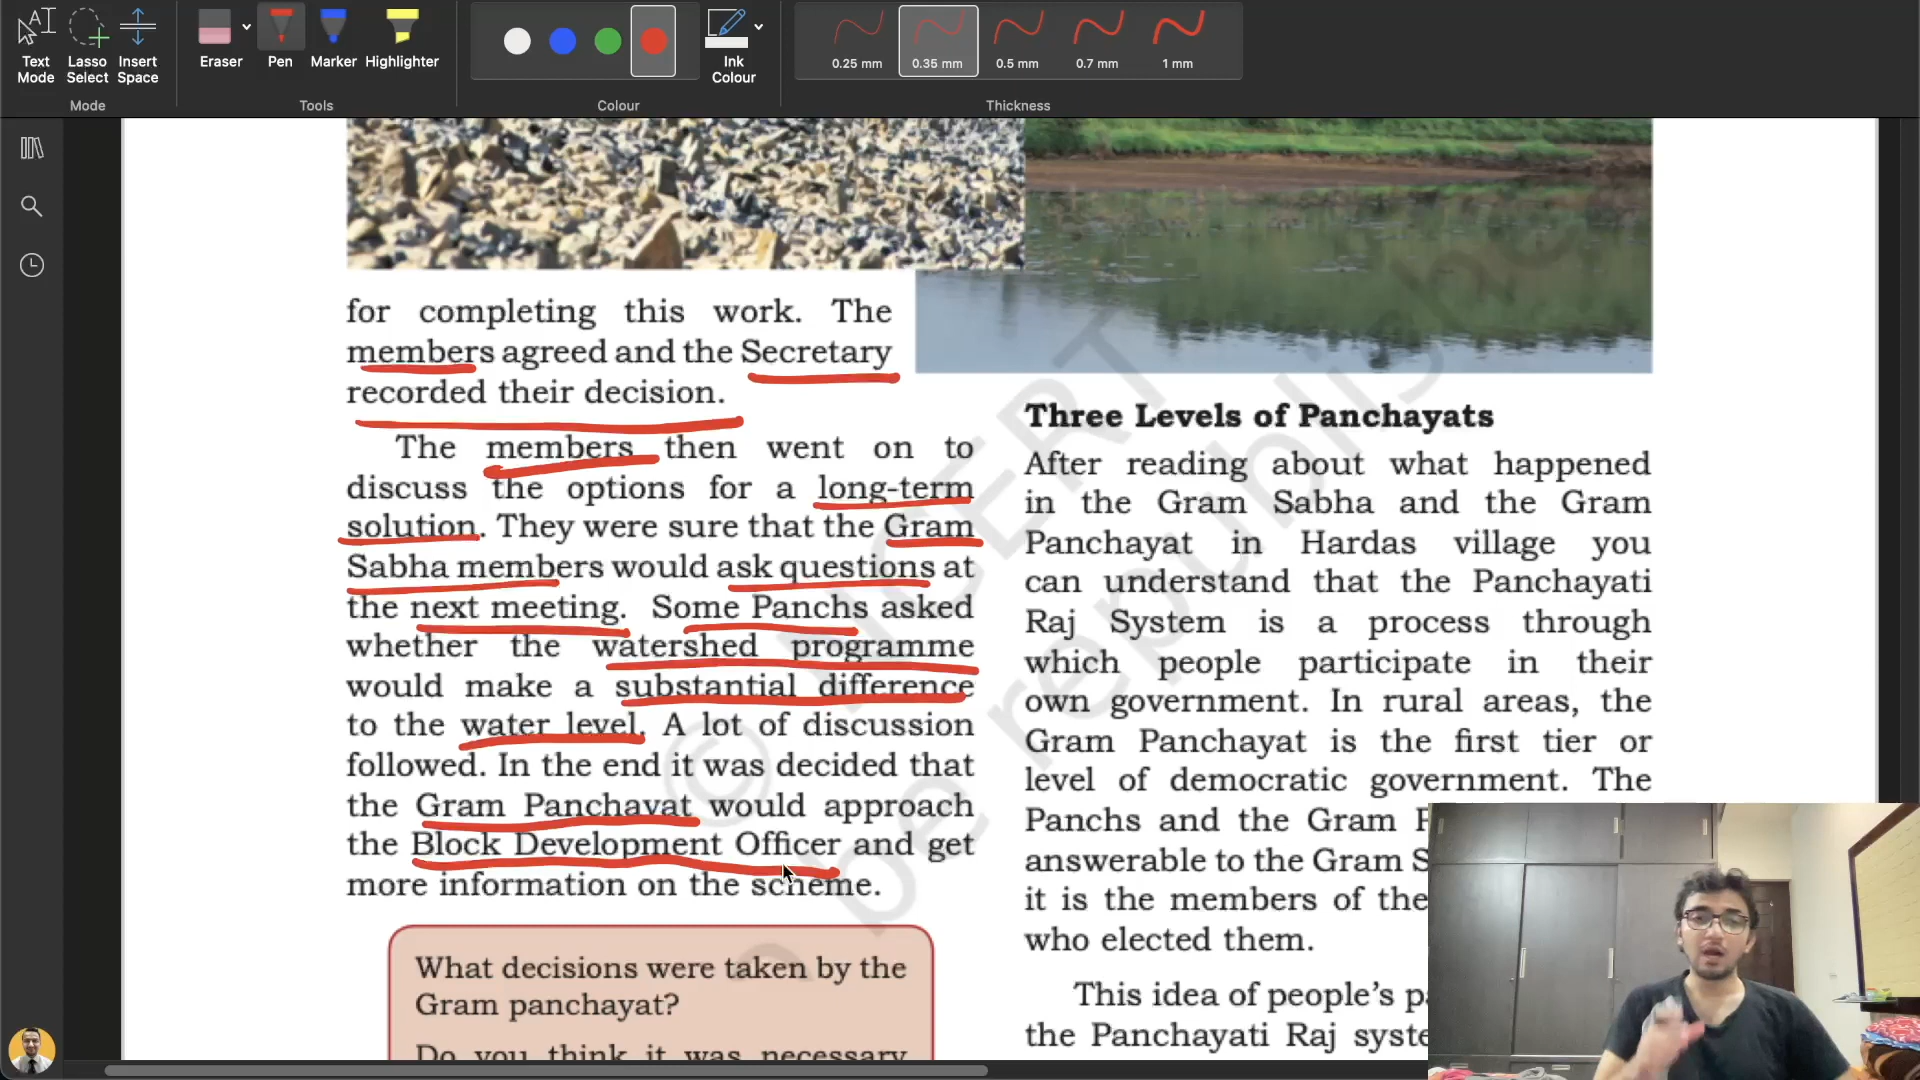 Text
Mode
Lasso
Select
Insert
Space
Eraser
Pen
Marker
Highlighter
Ink
Colour
0.25 mm
0.35 mm
0.5 mm
0.7 mm
1 mm
Mode
Tools
Colour
Thickness
for completing this work. The
members agreed and the Secretary
recorded their decision.
The members then went on to
discuss the options for a long-term
solution. They were sure that the Gram
Sabha members would ask questions at
the next meeting. Some Panchs asked
whether the watershed programme
would make a substantial difference
to the water level. A lot of discussion
followed. In the end it was decided that
the Gram Panchayat would approach
the Block Development Officer and get
more information on the scheme.
What decisions were taken by the
Gram panchayat?
Do you think it was necessary
Three Levels of Panchayats
After reading about what happened
in the Gram Sabha and the Gram
Panchayat in Hardas village you
can understand that the Panchayati
Raj System is a process through
which people participate in their
own government. In rural areas, the
Gram Panchayat is the first tier or
level of democratic government. The
Panchs and the Gram
answerable to the Gram
it is the members of the
who elected them.
This idea of people's
the Panchayati Raj
© NCERT
be republishe